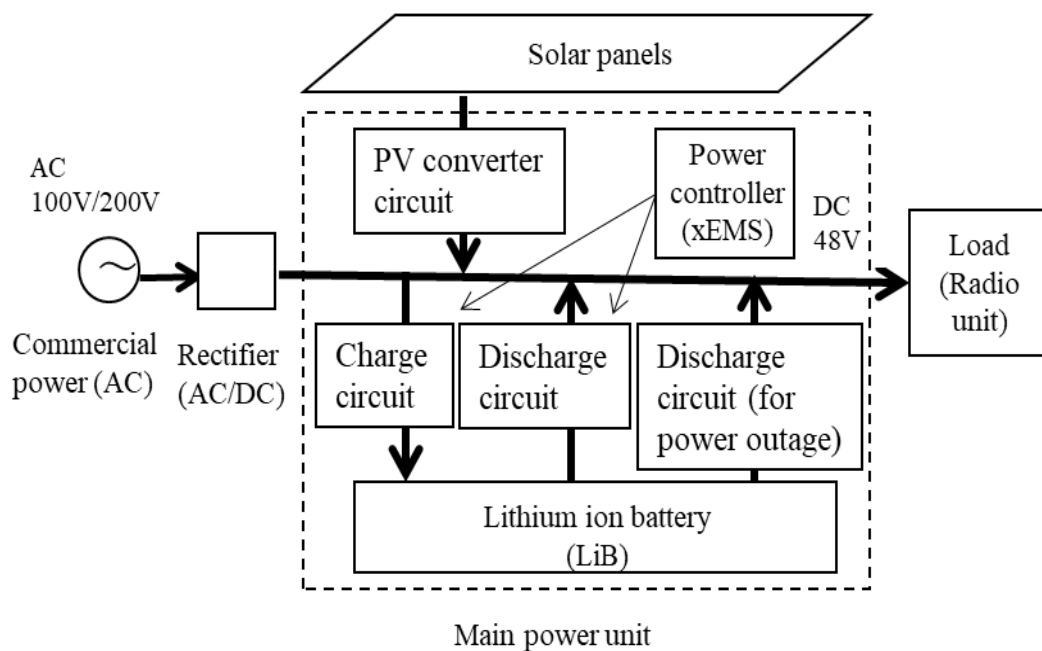 Solar panels
AC
100V/200V
PV converter
circuit
Power
controller
(xEMS)
DC
48V
Load
(Radio
unit)
Commercial
power (AC)
Rectifier
(AC/DC)
Charge
circuit
Discharge
circuit
Discharge
circuit (for
power outage)
Lithium ion battery
(LiB)
Main power unit